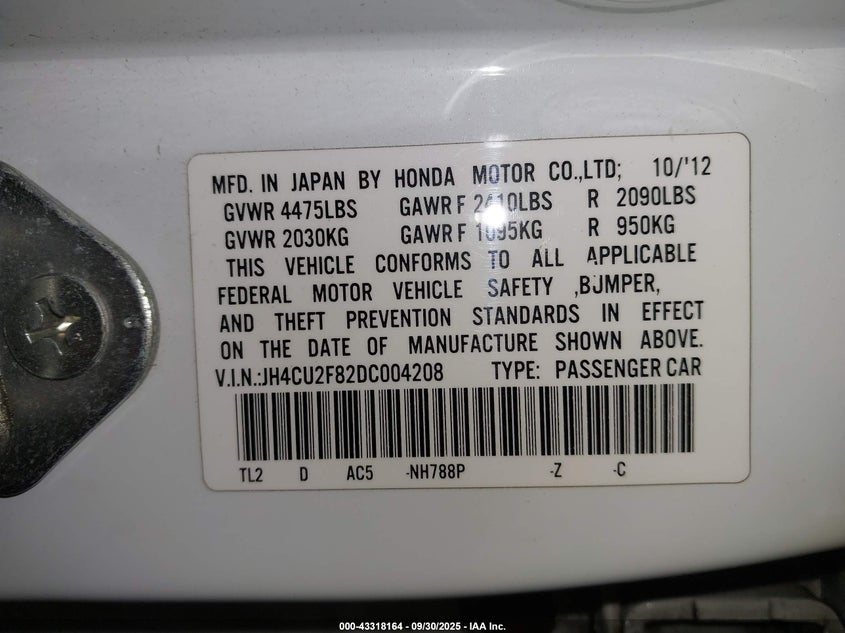 MFD. IN JAPAN BY HONDA MOTOR CO.,LTD; 10/'12
GVWR 4475LBS GAWR F 2410LBS R 2090LBS
GVWR 2030KG GAWR F 1095KG R 950KG
THIS VEHICLE CONFORMS TO ALL APPLICABLE
FEDERAL MOTOR VEHICLE SAFETY ,BJMPER,
AND THEFT PREVENTION STANDARDS IN EFFECT
ON THE DATE OF MANUFACTURE SHOWN ABOVE.
V.I.N.:JH4CU2F82DC004208 TYPE: PASSENGER CAR
TL2 D AC5 -NH788P -Z -C
000-43318164 - 09/30/2025 - IAA Inc.